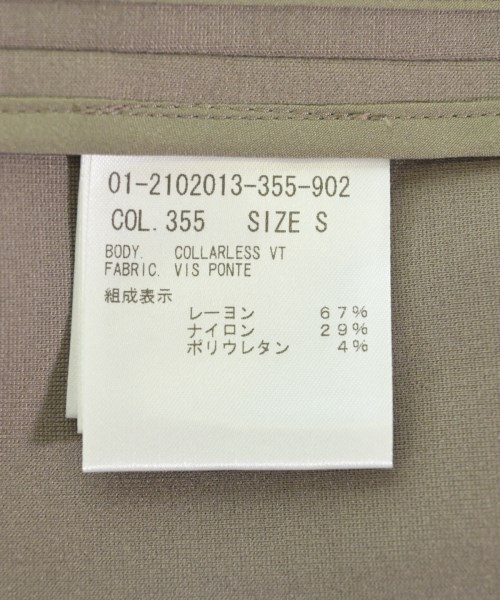 01-2102013-355-902
COL. 355 SIZE S
BODY. COLLARLESS VT
FABRIC. VIS PONTE
組成表示
レーヨン 67%
ナイロン 29%
ポリウレタン 4%